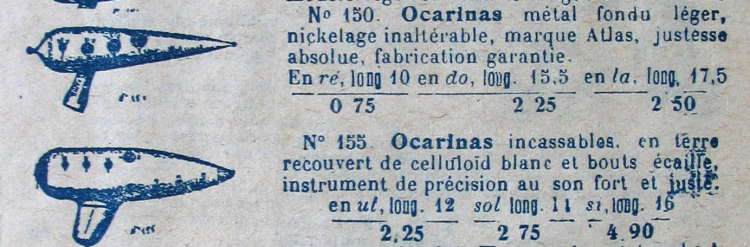 N° 150. Ocarinas métal fondu léger,
nickelage inaltérable, marque Atlas, justesse
absolue, fabrication garantie.
En ré, long 10 en do, long. 15,5 en la, long, 17,5
0 75 2 25 2 50
N° 155 Ocarinas incassables, en terre
recouvert de celluloïd blanc et bouts écaille,
instrument de précision au son fort et juste.
en ut, long. 12 sol long. 11 si, long. 16
2,25 2 75 4.90